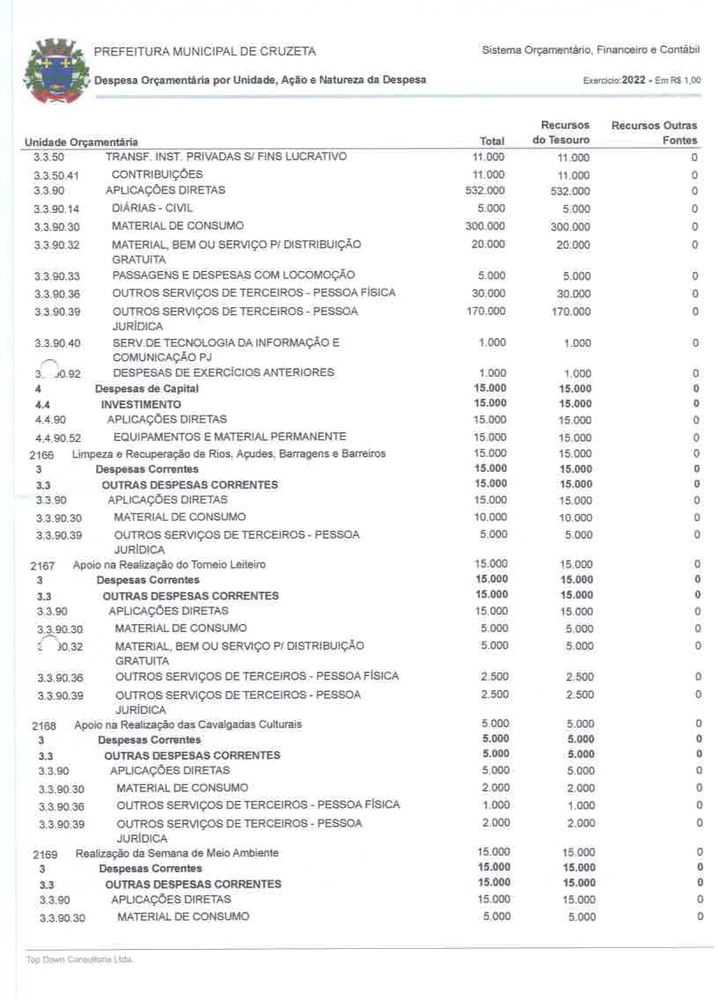 PREFEITURA MUNICIPAL DE CRUZETA Sistema Orçamentário, Financeiro e Contábil
Despesa Orçamentária por Unidade, Ação e Natureza da Despesa Exercício:2022 - Em R$ 1,00
Recursos Recursos Outras
Unidade Orçamentária Total do Tesouro Fontes
3.3.50 TRANSF. INST. PRIVADAS S/ FINS LUCRATIVO 11.000 11.000 0
3.3.50.41 CONTRIBUIÇÕES 11.000 11.000 0
3.3.90 APLICAÇÕES DIRETAS 532.000 532.000 0
3.3.90.14 DIÁRIAS - CIVIL 5.000 5.000 0
3.3.90.30 MATERIAL DE CONSUMO 300.000 300.000 0
3.3.90.32 MATERIAL, BEM OU SERVIÇO P/ DISTRIBUIÇÃO 20.000 20.000 0
GRATUITA
3.3.90.33 PASSAGENS E DESPESAS COM LOCOMOÇÃO 5.000 5.000 0
3.3.90.36 OUTROS SERVIÇOS DE TERCEIROS - PESSOA FÍSICA 30.000 30.000 0
3.3.90.39 OUTROS SERVIÇOS DE TERCEIROS - PESSOA 170.000 170.000 0
JURÍDICA
3.3.90.40 SERV.DE TECNOLOGIA DA INFORMAÇÃO E 1.000 1.000 0
COMUNICAÇÃO PJ
3. 0.92 DESPESAS DE EXERCÍCIOS ANTERIORES 1.000 1.000 0
4 Despesas de Capital 15.000 15.000 0
4.4 INVESTIMENTO 15.000 15.000 0
4.4.90 APLICAÇÕES DIRETAS 15.000 15.000 0
4.4.90.52 EQUIPAMENTOS E MATERIAL PERMANENTE 15.000 15.000 0
2166 Limpeza e Recuperação de Rios, Açudes, Barragens e Barreiros 15.000 15.000 0
3 Despesas Correntes 15.000 15.000 0
3.3 OUTRAS DESPESAS CORRENTES 15.000 15.000 0
3.3.90 APLICAÇÕES DIRETAS 15.000 15.000 0
3.3.90.30 MATERIAL DE CONSUMO 10.000 10.000 0
3.3.90.39 OUTROS SERVIÇOS DE TERCEIROS - PESSOA 5.000 5.000 0
JURÍDICA
2167 Apoio na Realização do Torneio Leiteiro 15.000 15.000 0
3 Despesas Correntes 15.000 15.000 0
3.3 OUTRAS DESPESAS CORRENTES 15.000 15.000 0
3.3.90 APLICAÇÕES DIRETAS 15.000 15.000 0
3.3.90.30 MATERIAL DE CONSUMO 5.000 5.000 0
0.32 MATERIAL, BEM OU SERVIÇO P/ DISTRIBUIÇÃO 5.000 5.000 0
GRATUITA
3.3.90.36 OUTROS SERVIÇOS DE TERCEIROS - PESSOA FÍSICA 2.500 2.500 0
3.3.90.39 OUTROS SERVIÇOS DE TERCEIROS - PESSOA 2.500 2.500 0
JURÍDICA
2168 Apoio na Realização das Cavalgadas Culturais 5.000 5.000 0
3 Despesas Correntes 5.000 5.000 0
3.3 OUTRAS DESPESAS CORRENTES 5.000 5.000 0
3.3.90 APLICAÇÕES DIRETAS 5.000 5.000 0
3.3.90.30 MATERIAL DE CONSUMO 2.000 2.000 0
3.3.90.36 OUTROS SERVIÇOS DE TERCEIROS - PESSOA FÍSICA 1.000 1.000 0
3.3.90.39 OUTROS SERVIÇOS DE TERCEIROS - PESSOA 2.000 2.000 0
JURÍDICA
2169 Realização da Semana de Meio Ambiente 15.000 15.000 0
3 Despesas Correntes 15.000 15.000 0
3.3 OUTRAS DESPESAS CORRENTES 15.000 15.000 0
3.3.90 APLICAÇÕES DIRETAS 15.000 15.000 0
3.3.90.30 MATERIAL DE CONSUMO 5.000 5.000 0
Top Down Consultoria Ltda.